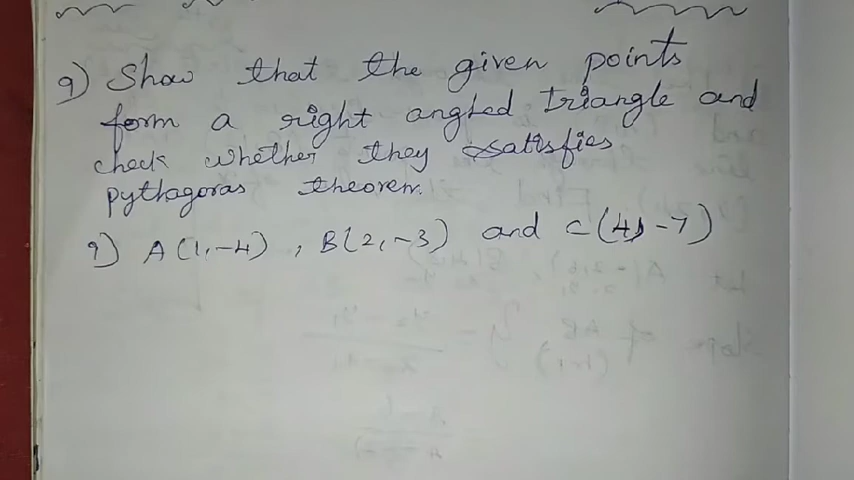 9) Show that the given points
form a right angled triangle and
check whether they satisfies
pythagoras theorem.
9) A(1,-4) , B(2,-3) and C(4,-7)